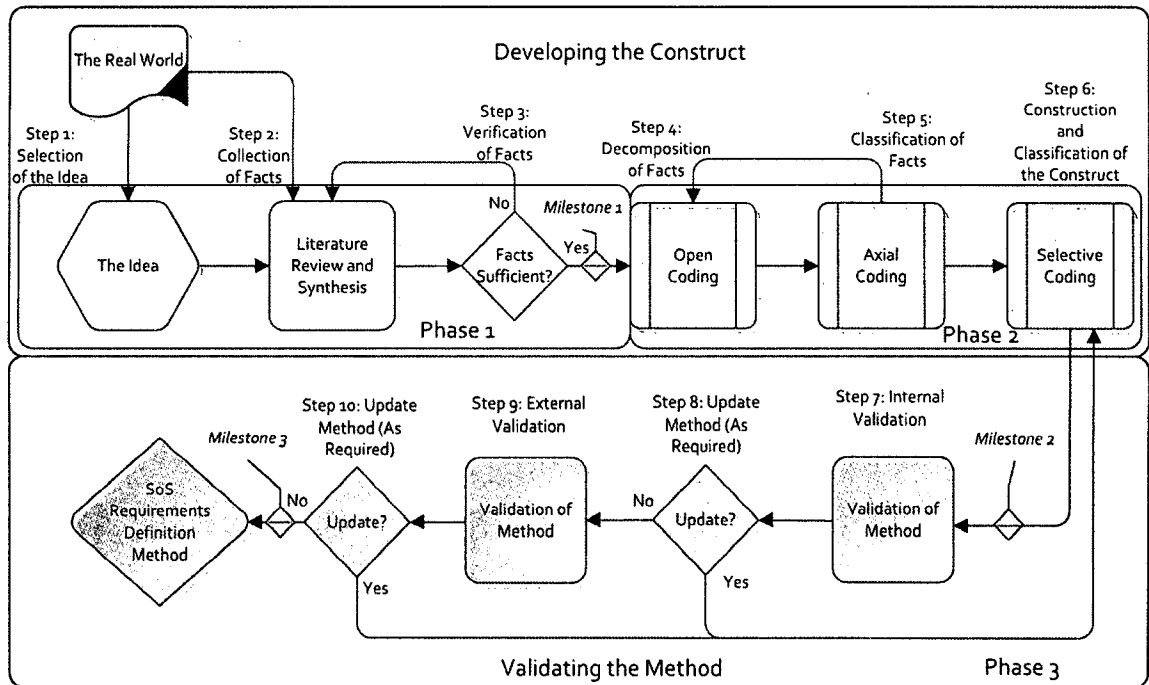 Developing the Construct
The Real World
Step 1:
Selection
of the Idea
Step 2:
Collection
of Facts
Step 3:
Verification
of Facts
Step 4:
Decomposition
of Facts
Step 5:
Classification of
Facts
Step 6:
Construction
and
Classification of
the Construct
The Idea
Literature
Review and
Synthesis
No
Facts
Sufficient?
Yes
Milestone 1
Open
Coding
Axial
Coding
Selective
Coding
Phase 1
Phase 2
Step 10: Update
Method (As
Required)
Step 9: External
Validation
Step 8: Update
Method (As
Required)
Step 7: Internal
Validation
Milestone 3
Milestone 2
SoS
Requirements
Definition
Method
No
Update?
Yes
Validation of
Method
No
Update?
Yes
Validation of
Method
Validating the Method
Phase 3